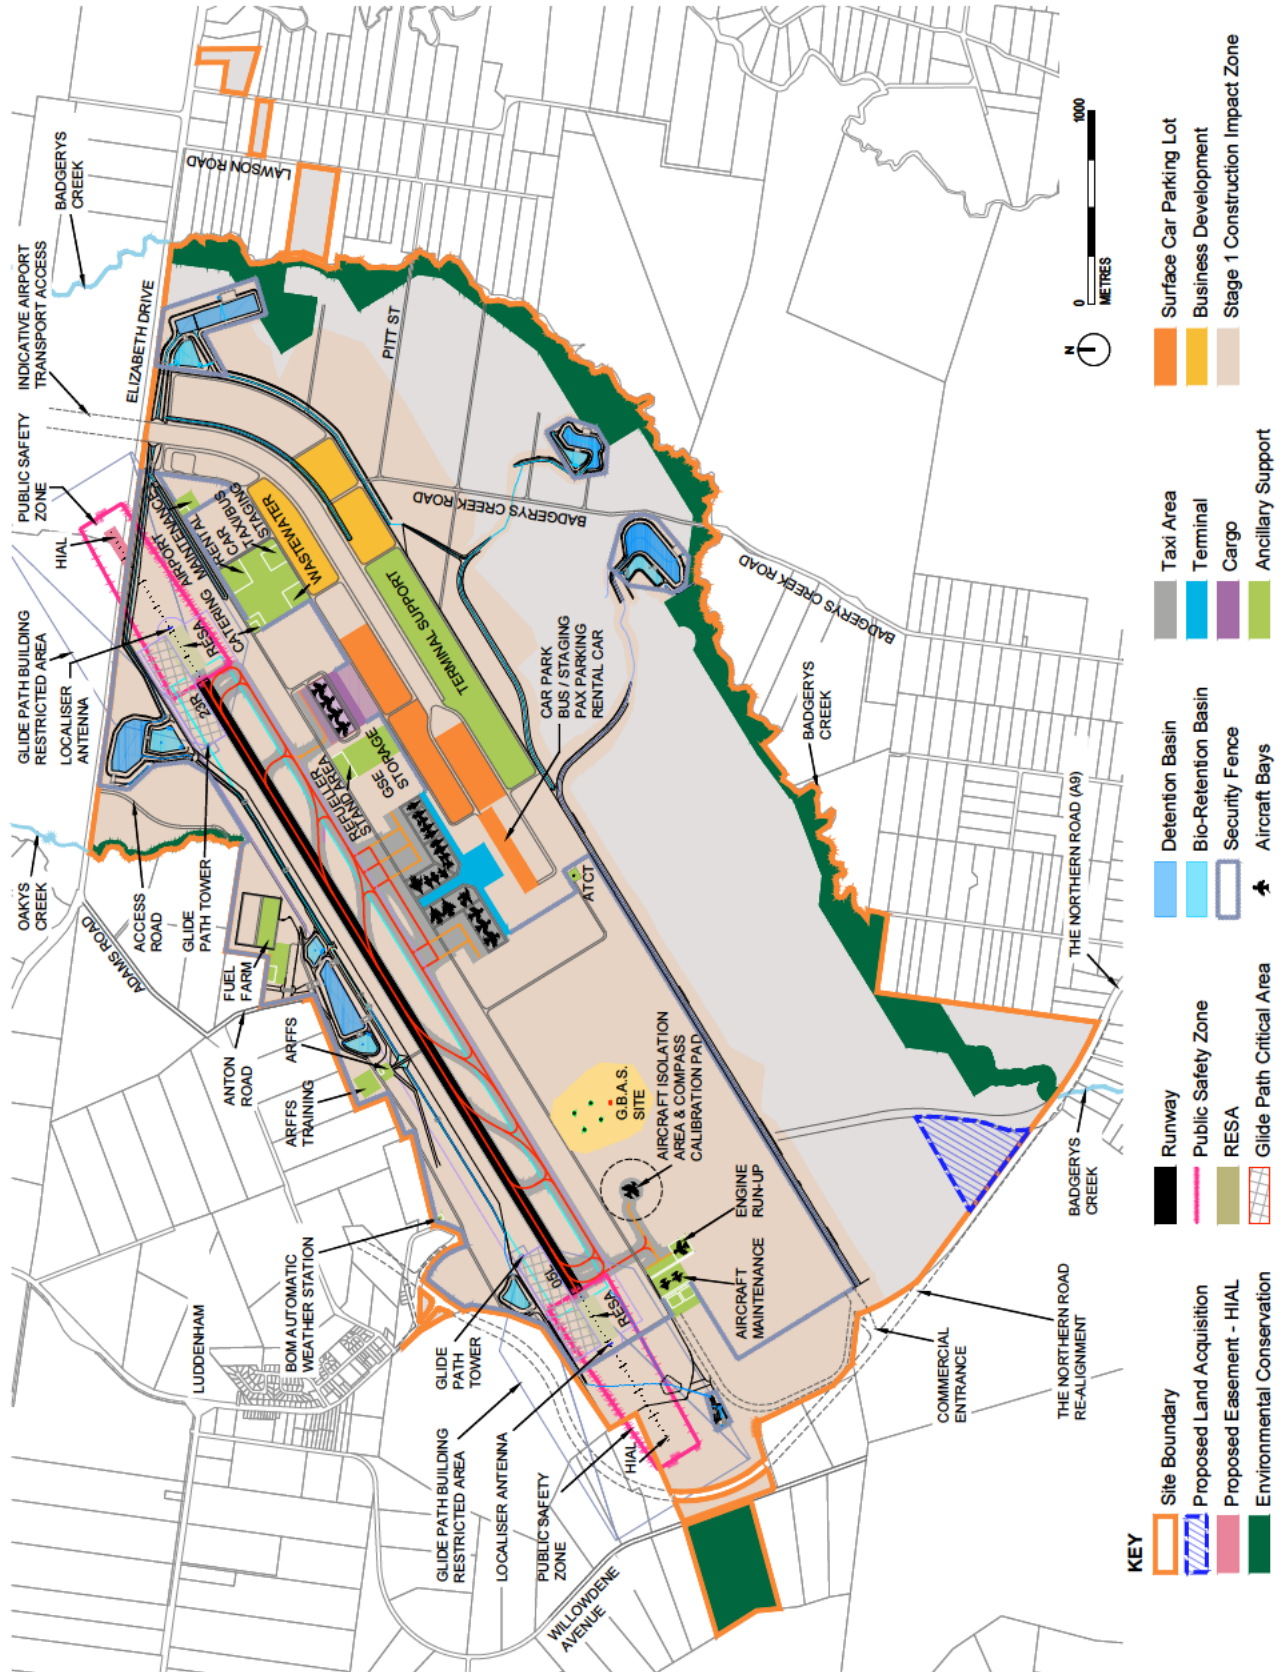 OAKYS
CREEK
GLIDE PATH BUILDING
RESTRICTED AREA
LOCALISER
ANTENNA
HIAL
PUBLIC SAFETY
ZONE
INDICATIVE AIRPORT
TRANSPORT ACCESS
BADGERYS
CREEK
ADAMS ROAD
ACCESS
ROAD
GLIDE
PATH TOWER
ELIZABETH DRIVE
LAWSON ROAD
LUDDENHAM
BOM AUTOMATIC
WEATHER STATION
ARFFS
TRAINING
ARFFS
ANTON
ROAD
FUEL
FARM
23R
RESA
CATERING
AIRPORT
MAINTENANCE
CAR
RENTAL
TAXI/BUS
STAGING
WASTEWATER
PITT ST
GLIDE PATH BUILDING
RESTRICTED AREA
LOCALISER ANTENNA
PUBLIC SAFETY
ZONE
GLIDE
PATH
TOWER
REFUELLER
STAND AREA
GSE
STORAGE
TERMINAL SUPPORT
BADGERYS CREEK ROAD
WILLOWDENE
AVENUE
HIAL
RESA
05L
G.B.A.S.
SITE
ATCT
CAR PARK
BUS / STAGING
PAX PARKING
RENTAL CAR
AIRCRAFT ISOLATION
AREA & COMPASS
CALIBRATION PAD
ENGINE
RUN-UP
AIRCRAFT
MAINTENANCE
BADGERYS CREEK ROAD
BADGERYS
CREEK
COMMERCIAL
ENTRANCE
THE NORTHERN ROAD
RE-ALIGNMENT
BADGERYS
CREEK
THE NORTHERN ROAD (A9)
N
0
1000
METRES
KEY
Site Boundary
Proposed Land Acquisition
Proposed Easement - HIAL
Environmental Conservation
Runway
Public Safety Zone
RESA
Glide Path Critical Area
Detention Basin
Bio-Retention Basin
Security Fence
Aircraft Bays
Taxi Area
Terminal
Cargo
Ancillary Support
Surface Car Parking Lot
Business Development
Stage 1 Construction Impact Zone